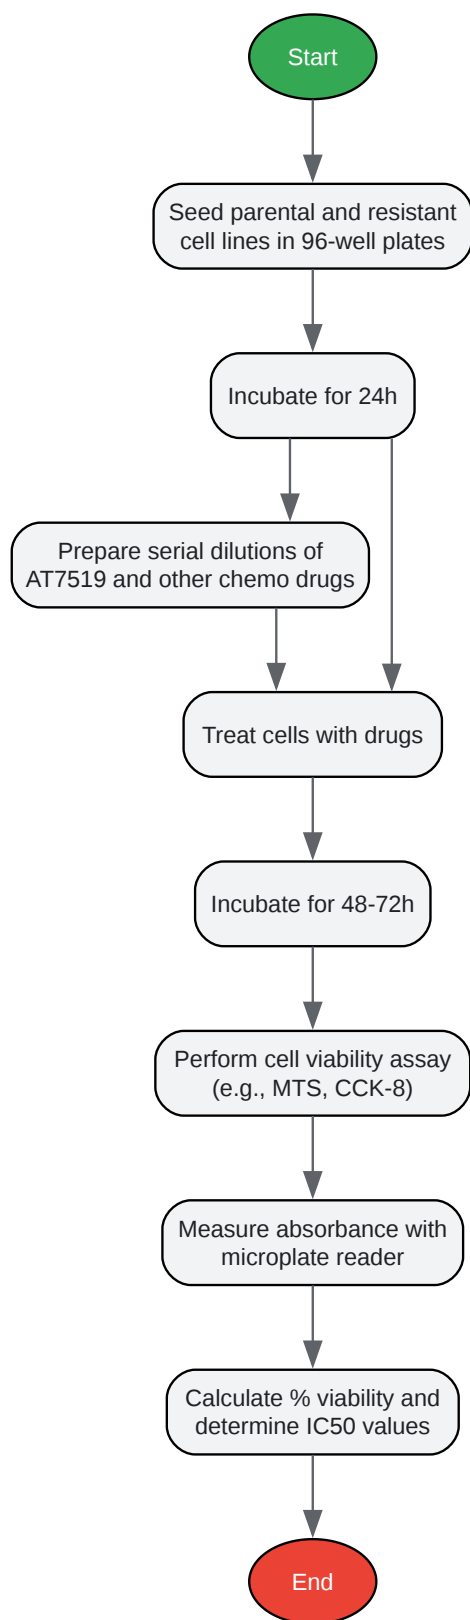 Start
Seed parental and resistant
cell lines in 96-well plates
Incubate for 24h
Prepare serial dilutions of
AT7519 and other chemo drugs
Treat cells with drugs
Incubate for 48-72h
Perform cell viability assay
(e.g., MTS, CCK-8)
Measure absorbance with
microplate reader
Calculate % viability and
determine IC50 values
End